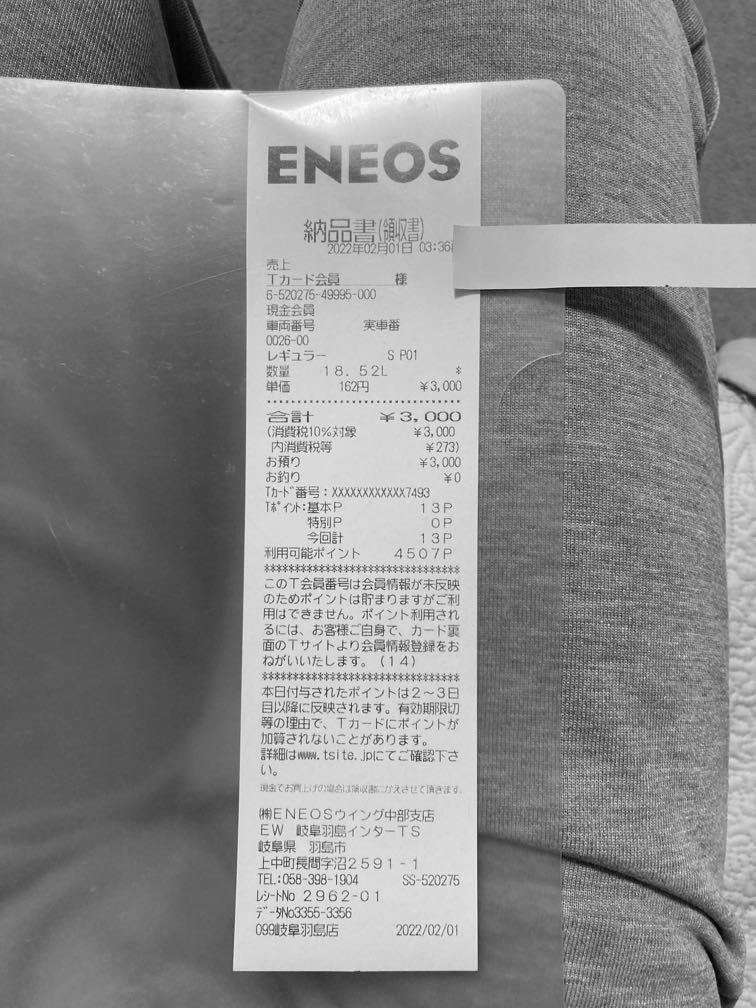 ENEOS
納品書(領収書)
2022年02月01日 03:36
売上
Tカード会員 様
6-520275-49995-000
現金会員
車両番号 実車番
0026-00
レギュラー S P01
数量 18.52L *
単価 162円 ¥3,000
合計 ¥3,000
(消費税10%対象 ¥3,000
内消費税等 ¥273)
お預り ¥3,000
お釣り ¥0
Tカード番号:XXXXXXXXXXXX7493
Tポイント:基本P 13P
特別P 0P
今回計 13P
利用可能ポイント 4507P
******************************
このT会員番号は会員情報が未反映
のためポイントは貯まりますがご利
用はできません。ポイント利用され
るには、お客様ご自身で、カード裏
面のTサイトより会員情報登録をお
ねがいいたします。(14)
******************************
本日付与されたポイントは2~3日
目以降に反映されます。有効期限切
等の理由で、Tカードにポイントが
加算されないことがあります。
詳細はwww.tsite.jpにてご確認下さ
い。
現金でお買上げの場合は領収書にかえさせて頂きます。
㈱ENEOSウイング中部支店
EW 岐阜羽島インターTS
岐阜県 羽島市
上中町長間字沼2591-1
TEL:058-398-1904 SS-520275
レシートNo 2962-01
データNo3355-3356
099岐阜羽島店 2022/02/01